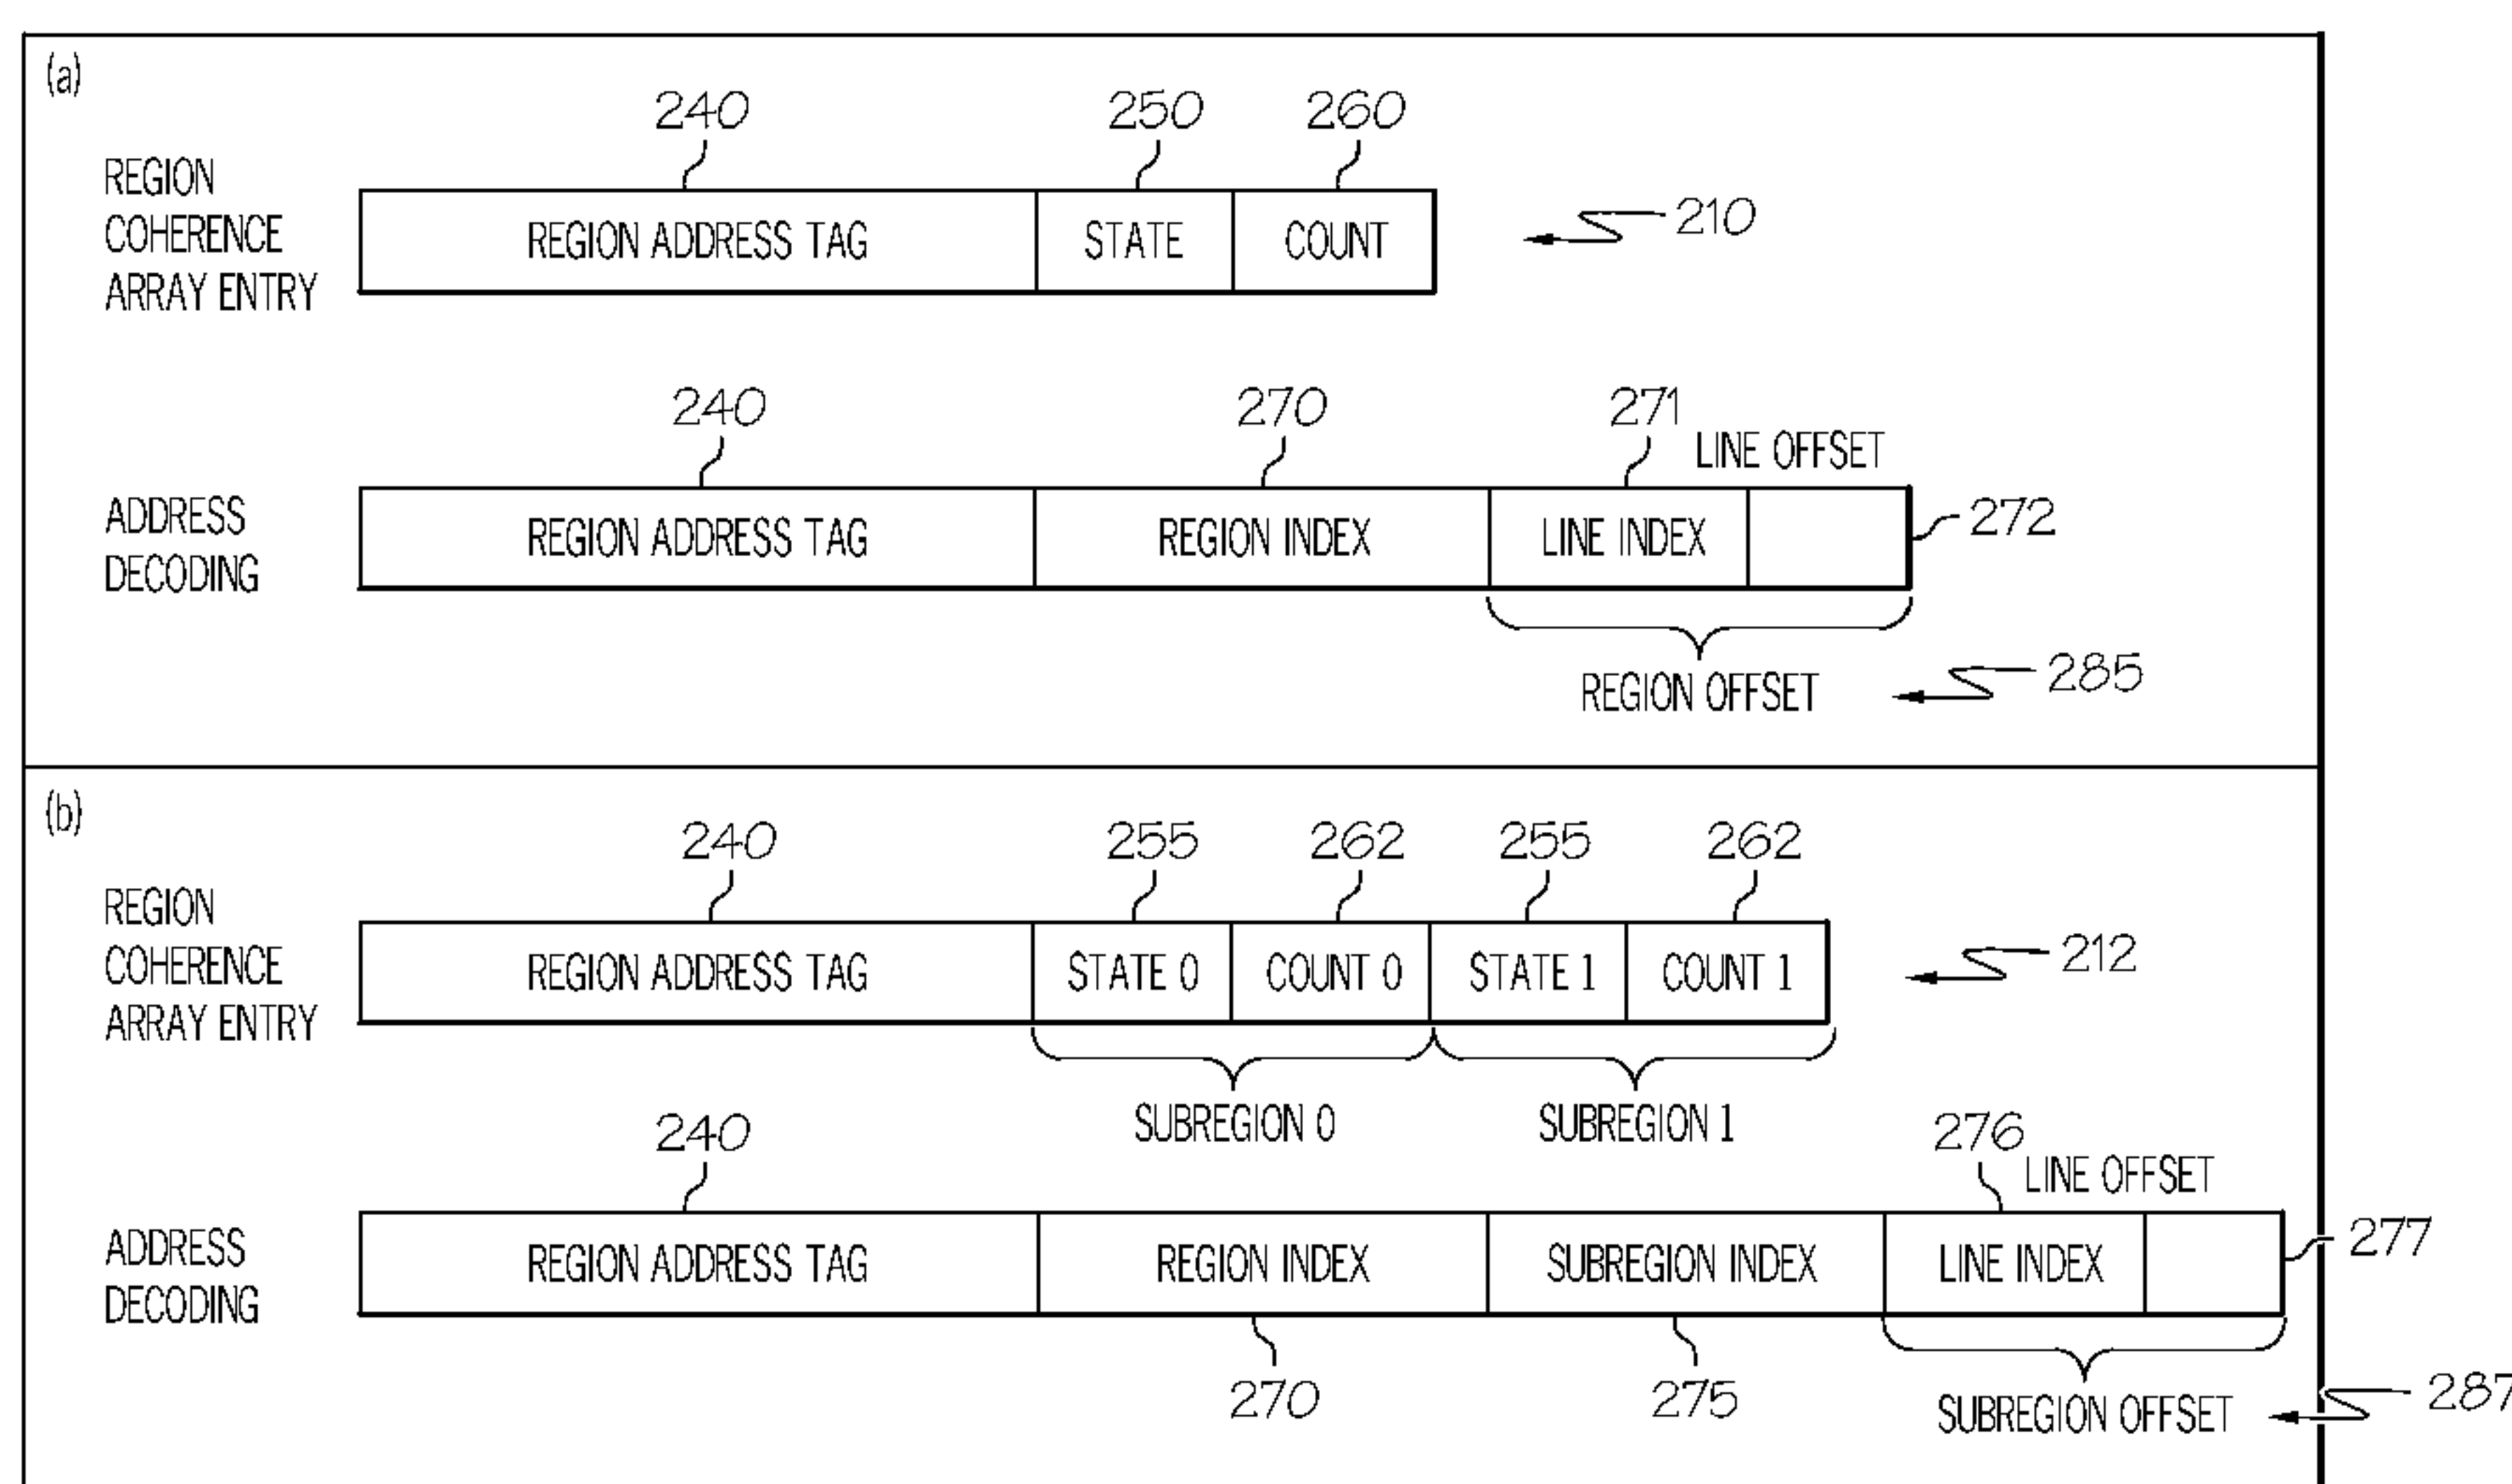 (a)
240
250
260
REGION
COHERENCE
ARRAY ENTRY
REGION ADDRESS TAG
STATE
COUNT
210
240
270
271
LINE OFFSET
ADDRESS
DECODING
REGION ADDRESS TAG
REGION INDEX
LINE INDEX
272
REGION OFFSET
285
(b)
240
255
262
255
262
REGION
COHERENCE
ARRAY ENTRY
REGION ADDRESS TAG
STATE 0
COUNT 0
STATE 1
COUNT 1
212
SUBREGION 0
SUBREGION 1
240
276
LINE OFFSET
ADDRESS
DECODING
REGION ADDRESS TAG
REGION INDEX
SUBREGION INDEX
LINE INDEX
277
270
275
SUBREGION OFFSET
287